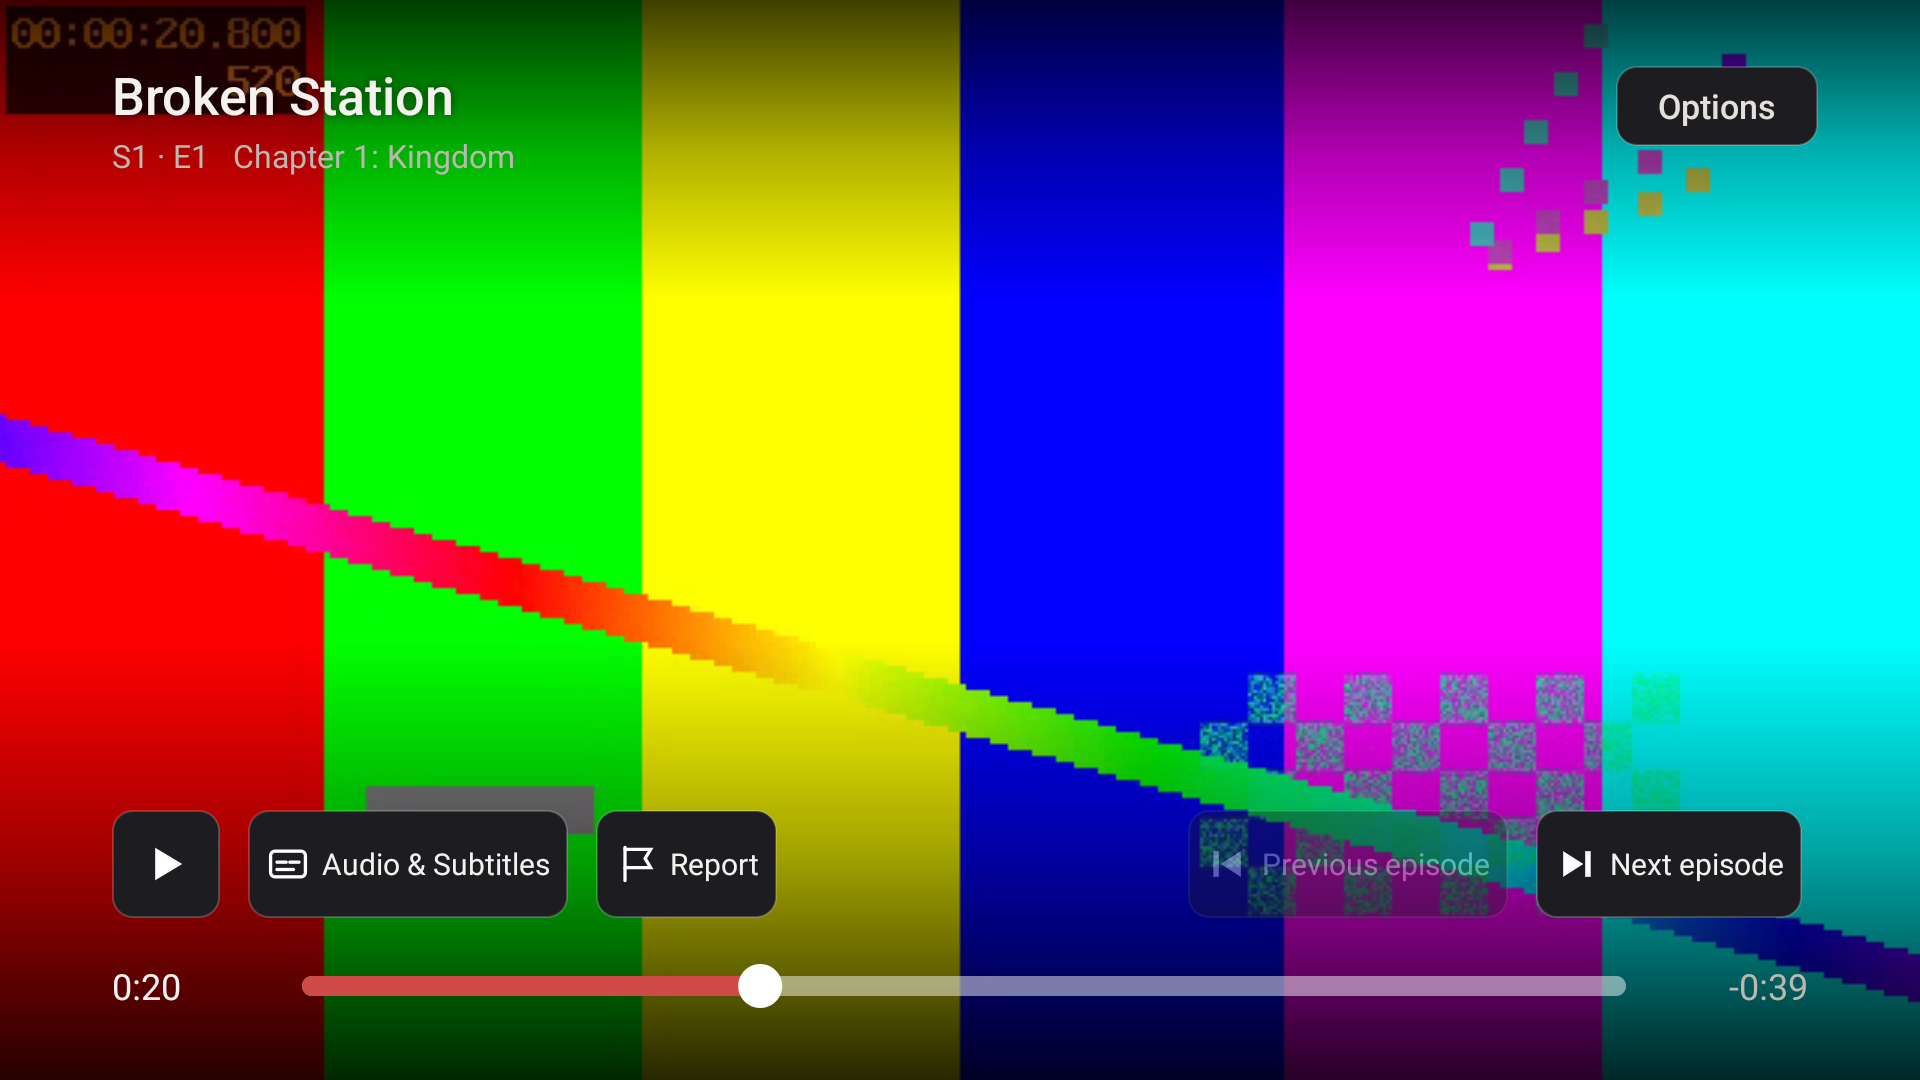 00:00:20.800
520
Broken Station
S1 · E1 Chapter 1: Kingdom
Options
Audio & Subtitles
Report
Previous episode
Next episode
0:20
-0:39